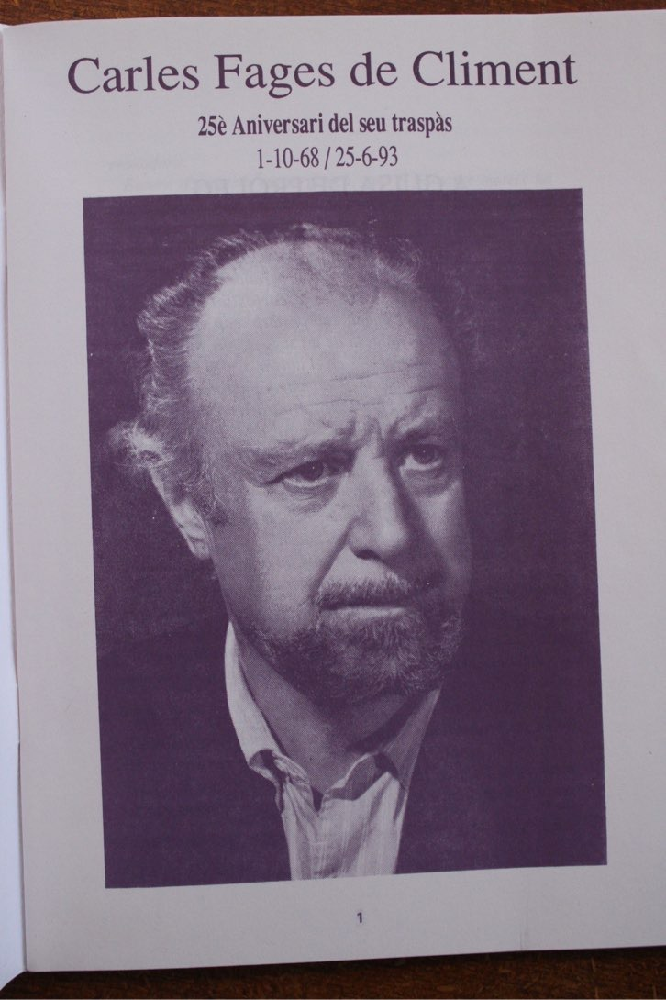 Carles Fages de Climent
25è Aniversari del seu traspàs
1-10-68 / 25-6-93
1